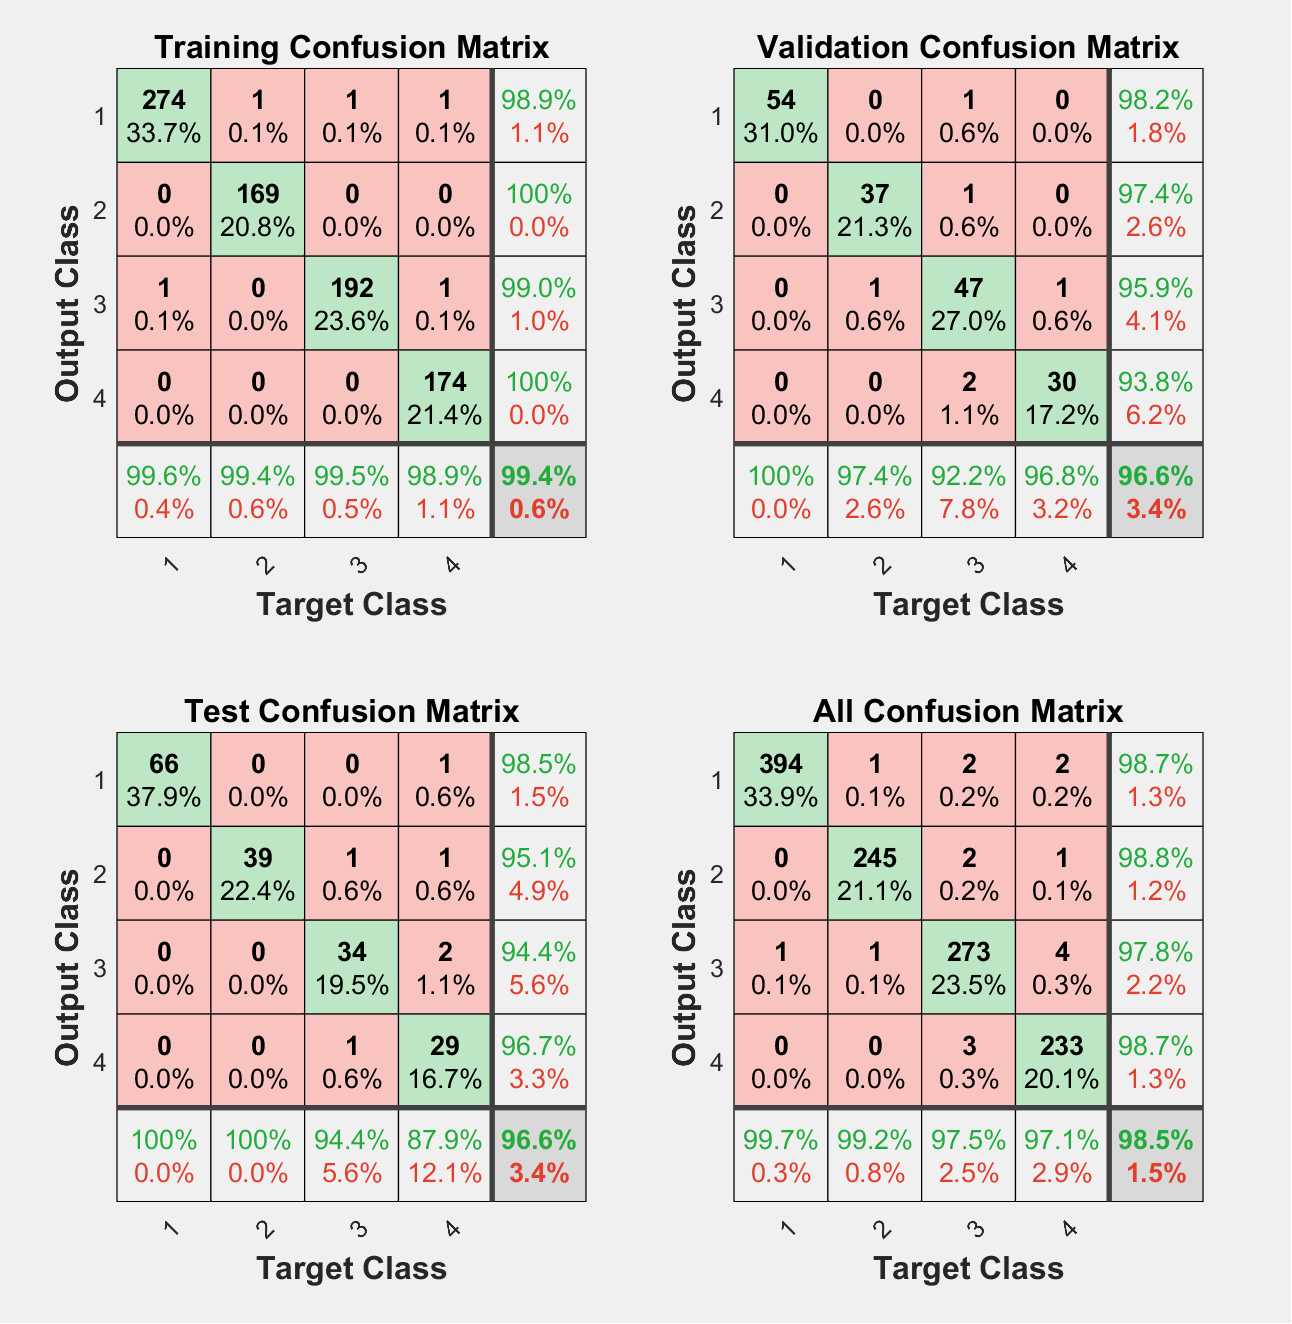 Training Confusion Matrix
274 1 1 1 98.9%
1
33.7% 0.1% 0.1% 0.1% 1.1%
0 169 0 0 100%
2
0.0% 20.8% 0.0% 0.0% 0.0%
1 0 192 1 99.0%
3
0.1% 0.0% 23.6% 0.1% 1.0%
0 0 0 174 100%
4
0.0% 0.0% 0.0% 21.4% 0.0%
99.6% 99.4% 99.5% 98.9% 99.4%
0.4% 0.6% 0.5% 1.1% 0.6%
1 2 3 4
Output Class
Target Class
Validation Confusion Matrix
54 0 1 0 98.2%
1
31.0% 0.0% 0.6% 0.0% 1.8%
0 37 1 0 97.4%
2
0.0% 21.3% 0.6% 0.0% 2.6%
0 1 47 1 95.9%
3
0.0% 0.6% 27.0% 0.6% 4.1%
0 0 2 30 93.8%
4
0.0% 0.0% 1.1% 17.2% 6.2%
100% 97.4% 92.2% 96.8% 96.6%
0.0% 2.6% 7.8% 3.2% 3.4%
1 2 3 4
Output Class
Target Class
Test Confusion Matrix
66 0 0 1 98.5%
1
37.9% 0.0% 0.0% 0.6% 1.5%
0 39 1 1 95.1%
2
0.0% 22.4% 0.6% 0.6% 4.9%
0 0 34 2 94.4%
3
0.0% 0.0% 19.5% 1.1% 5.6%
0 0 1 29 96.7%
4
0.0% 0.0% 0.6% 16.7% 3.3%
100% 100% 94.4% 87.9% 96.6%
0.0% 0.0% 5.6% 12.1% 3.4%
1 2 3 4
Output Class
Target Class
All Confusion Matrix
394 1 2 2 98.7%
1
33.9% 0.1% 0.2% 0.2% 1.3%
0 245 2 1 98.8%
2
0.0% 21.1% 0.2% 0.1% 1.2%
1 1 273 4 97.8%
3
0.1% 0.1% 23.5% 0.3% 2.2%
0 0 3 233 98.7%
4
0.0% 0.0% 0.3% 20.1% 1.3%
99.7% 99.2% 97.5% 97.1% 98.5%
0.3% 0.8% 2.5% 2.9% 1.5%
1 2 3 4
Output Class
Target Class